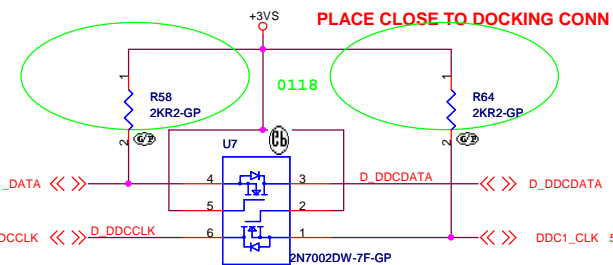 +3VS
PLACE CLOSE TO DOCKING CONN
0118
1
1
R58
2KR2-GP
R64
2KR2-GP
2
G/P
2
G/P
U7
_DATA
4
3
D_DDCDATA
D_DDCDATA
5
2
DCCLK
D_DDCCLK
6
1
DDC1_CLK
2N7002DW-7F-GP